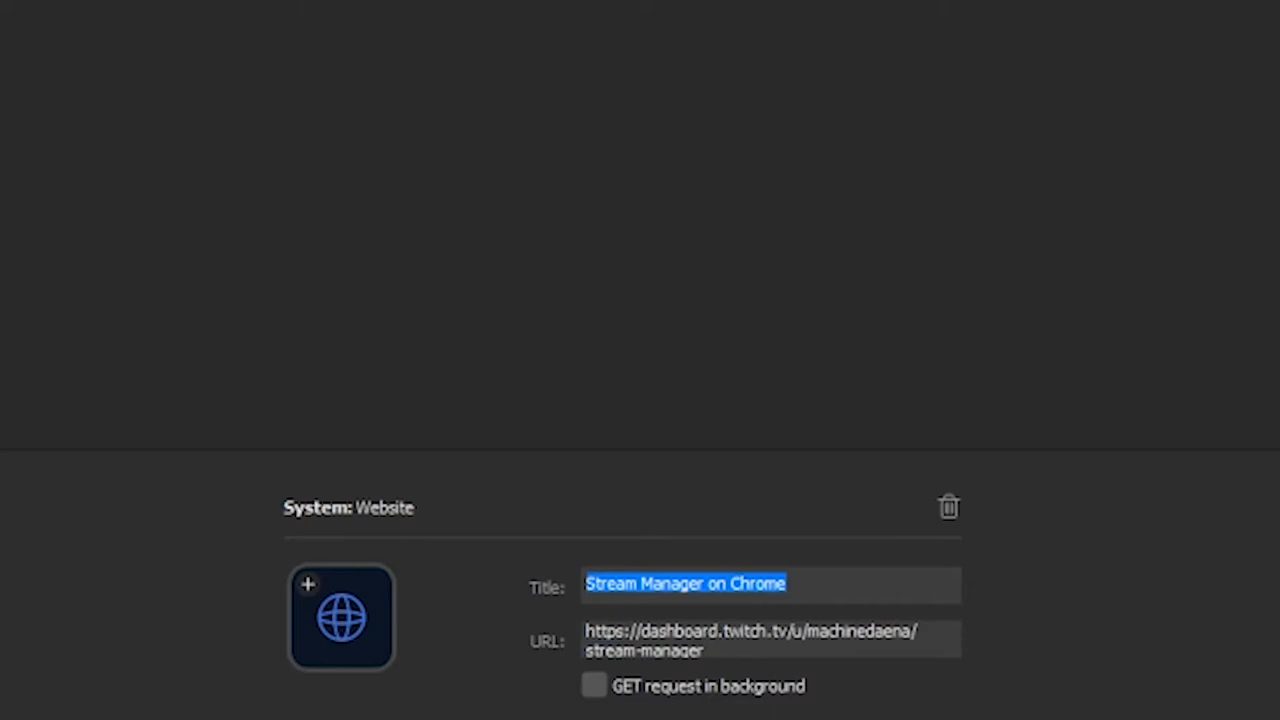 System: Website
Title: Stream Manager on Chrome
URL: https://dashboard.twitch.tv/u/machinedaena/
stream-manager
GET request in background